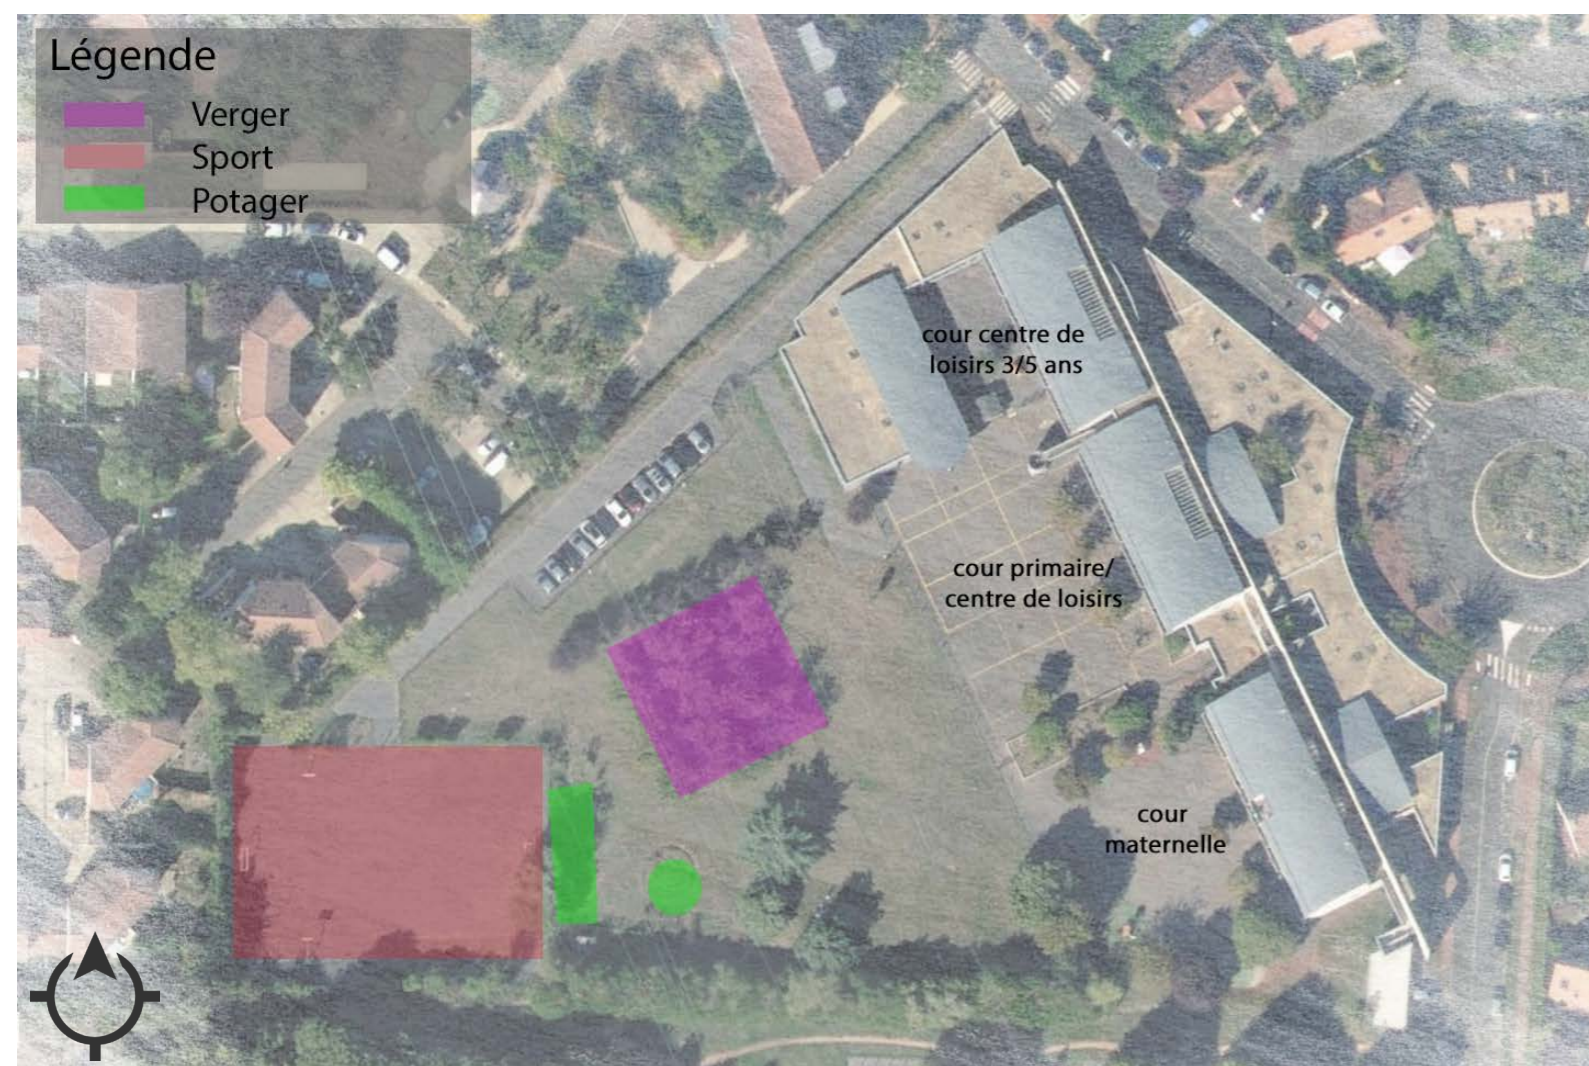 Légende
Verger
Sport
Potager
cour centre de
loisirs 3/5 ans
cour primaire/
centre de loisirs
cour
maternelle